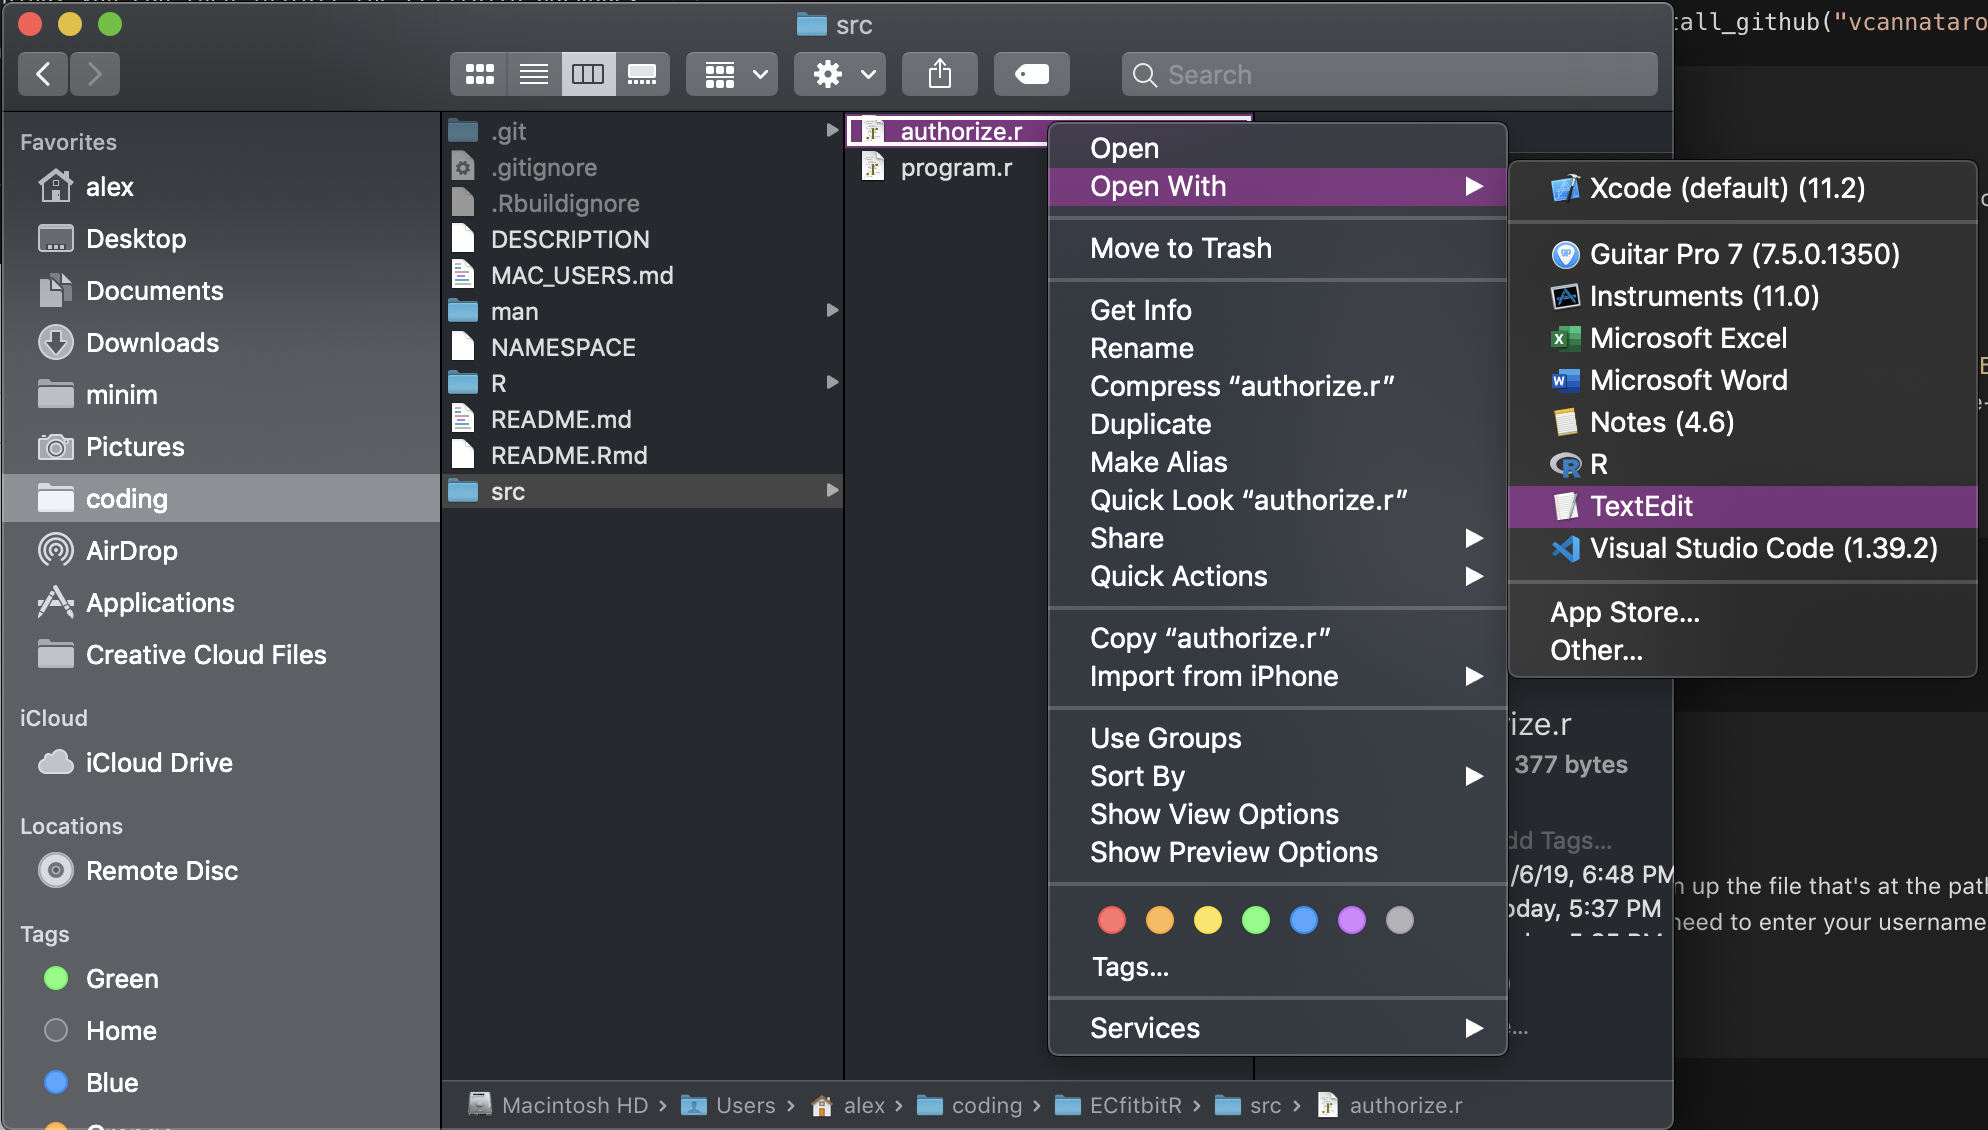 src
tall_github("vcannataro
Search
Favorites
alex
Desktop
Documents
Downloads
minim
Pictures
coding
AirDrop
Applications
Creative Cloud Files
iCloud
iCloud Drive
Locations
Remote Disc
Tags
Green
Home
Blue
Orange
.git
.gitignore
.Rbuildignore
DESCRIPTION
MAC_USERS.md
man
NAMESPACE
R
README.md
README.Rmd
src
authorize.r
program.r
Open
Open With
Move to Trash
Get Info
Rename
Compress “authorize.r”
Duplicate
Make Alias
Quick Look “authorize.r”
Share
Quick Actions
Copy “authorize.r”
Import from iPhone
Use Groups
Sort By
Show View Options
Show Preview Options
Tags...
Services
Xcode (default) (11.2)
Guitar Pro 7 (7.5.0.1350)
Instruments (11.0)
Microsoft Excel
Microsoft Word
Notes (4.6)
R
TextEdit
Visual Studio Code (1.39.2)
App Store...
Other...
ize.r
377 bytes
dd Tags...
/6/19, 6:48 PM
day, 5:37 PM
up the file that's at the path
need to enter your username
Macintosh HD › Users › alex › coding › ECfitbitR › src › authorize.r